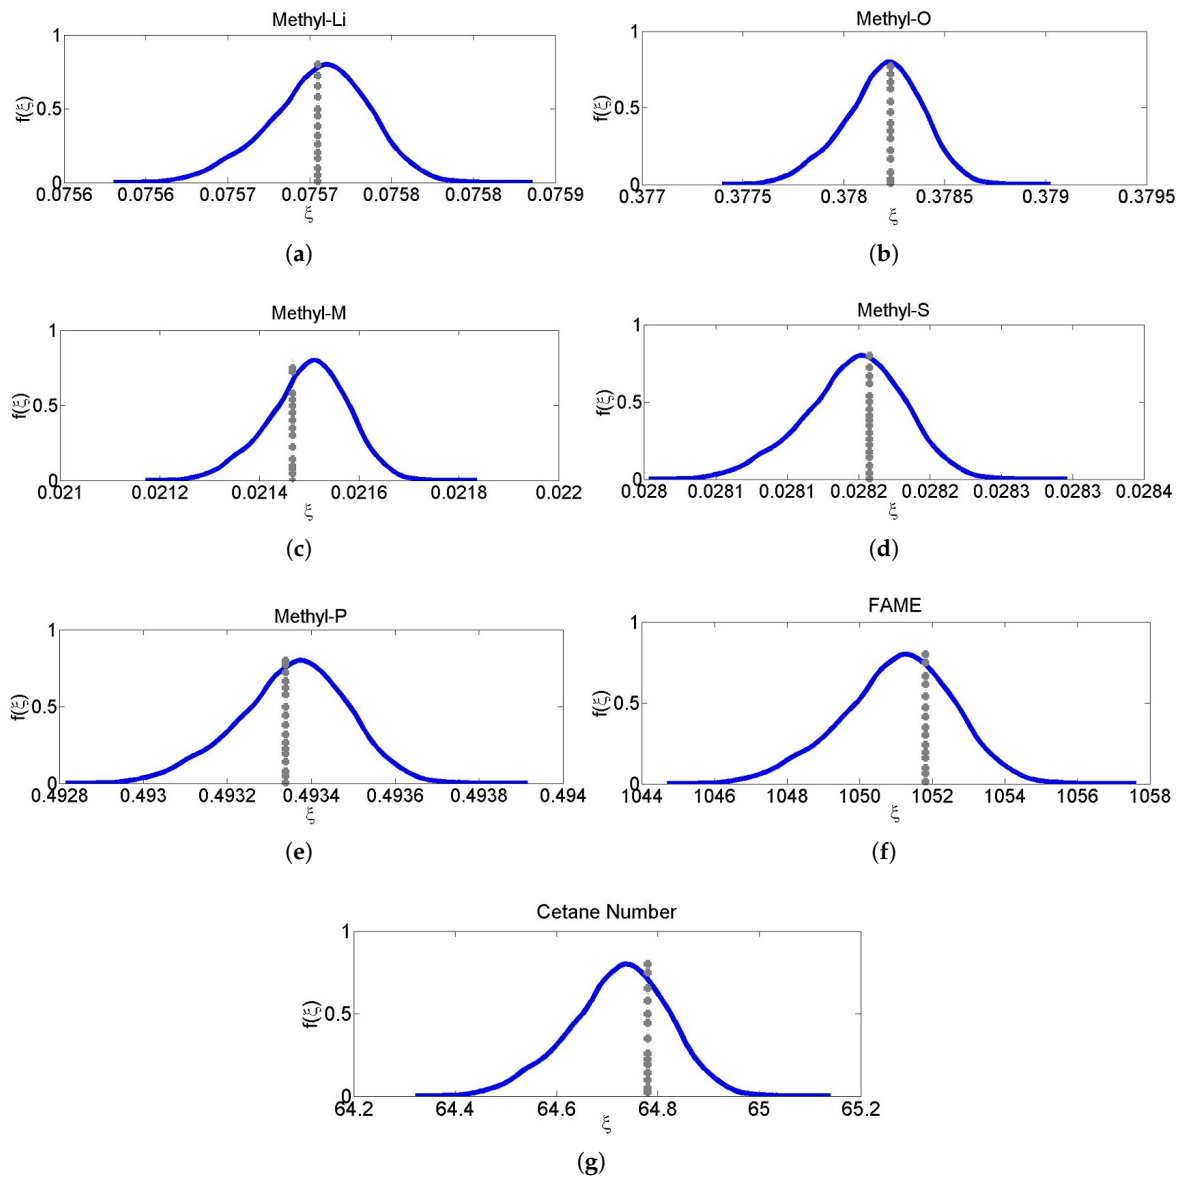 Methyl-Li
1
0.5
0
f(ξ)
0.0756 0.0756 0.0757 0.0757 0.0758 0.0758 0.0759
ξ
(a)
Methyl-O
1
0.5
0
f(ξ)
0.377 0.3775 0.378 0.3785 0.379 0.3795
ξ
(b)
Methyl-M
1
0.5
0
f(ξ)
0.021 0.0212 0.0214 0.0216 0.0218 0.022
ξ
(c)
Methyl-S
1
0.5
0
f(ξ)
0.028 0.0281 0.0281 0.0282 0.0282 0.0283 0.0283 0.0284
ξ
(d)
Methyl-P
1
0.5
0
f(ξ)
0.4928 0.493 0.4932 0.4934 0.4936 0.4938 0.494
ξ
(e)
FAME
1
0.5
0
f(ξ)
1044 1046 1048 1050 1052 1054 1056 1058
ξ
(f)
Cetane Number
1
0.5
0
f(ξ)
64.2 64.4 64.6 64.8 65 65.2
ξ
(g)